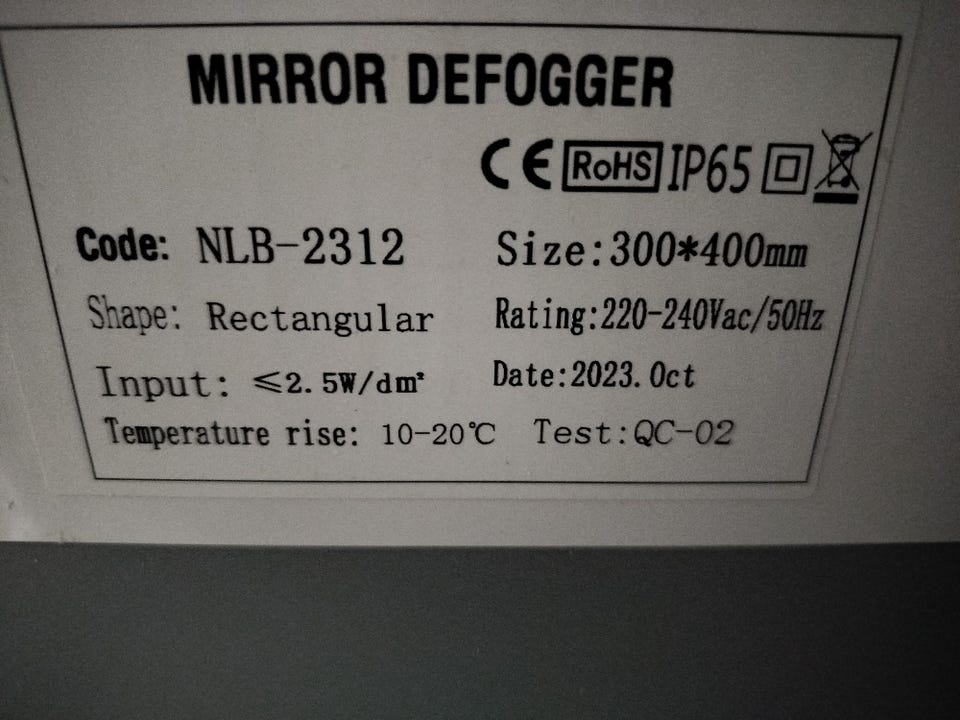 MIRROR DEFOGGER
CE RoHS IP65
Code: NLB-2312 Size:300*400mm
Shape: Rectangular Rating:220-240Vac/50Hz
Input: ≤2.5W/dm² Date:2023.Oct
Temperature rise: 10-20℃ Test:QC-02